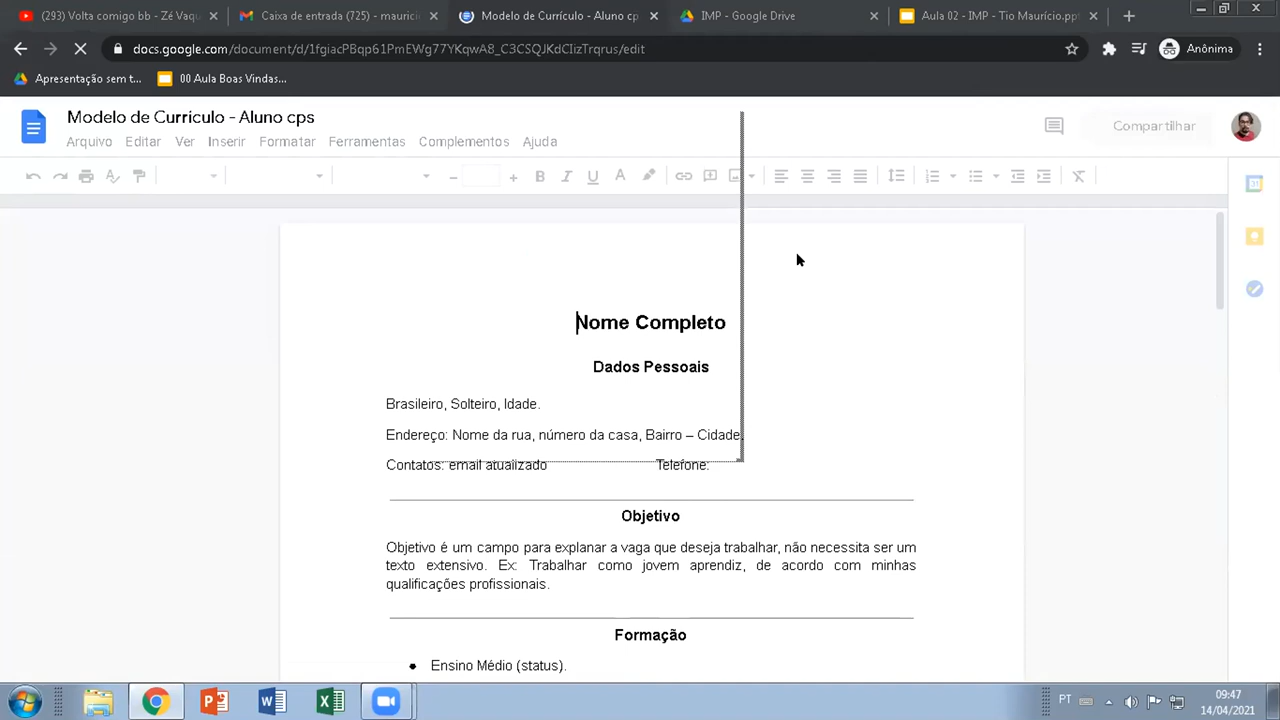 (293) Volta comigo bb - Zé Vaq
Caixa de entrada (725) - maurici
Modelo de Currículo - Aluno cps
IMP - Google Drive
Aula 02 - IMP - Tio Maurício.ppt
docs.google.com/document/d/1fgiacPBqp61PmEWg77YKqwA8_C3CSQJKdCIizTrqrus/edit
Anônima
Apresentação sem t...
00 Aula Boas Vindas...
Modelo de Currículo - Aluno cps
Arquivo Editar Ver Inserir Formatar Ferramentas Complementos Ajuda
Compartilhar
Nome Completo
Dados Pessoais
Brasileiro, Solteiro, Idade.
Endereço: Nome da rua, número da casa, Bairro – Cidade.
Contatos: email atualizado Telefone:
Objetivo
Objetivo é um campo para explanar a vaga que deseja trabalhar, não necessita ser um
texto extensivo. Ex: Trabalhar como jovem aprendiz, de acordo com minhas
qualificações profissionais.
Formação
Ensino Médio (status).
PT
09:47
14/04/2021